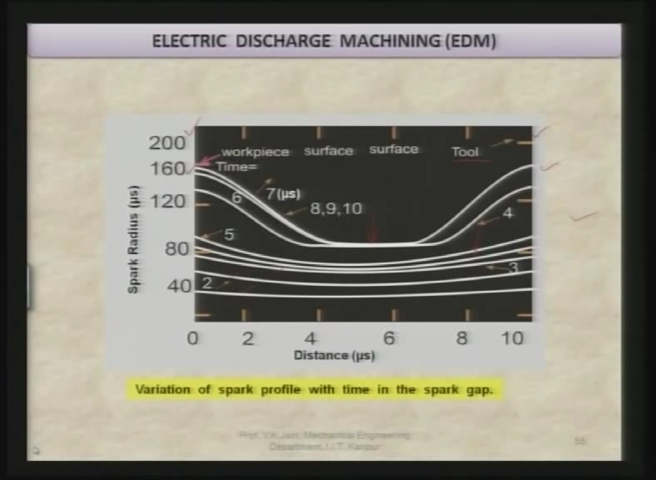 ELECTRIC DISCHARGE MACHINING (EDM)
200
workpiece surface surface Tool
160
Time=
7(µs)
6
8,9,10
120
4
5
80
3
2
40
Spark Radius (µs)
0 2 4 6 8 10
Distance (µs)
Variation of spark profile with time in the spark gap.
Prof. V.K.Jain, Mechanical Engineering
Department, I.I.T. Kanpur